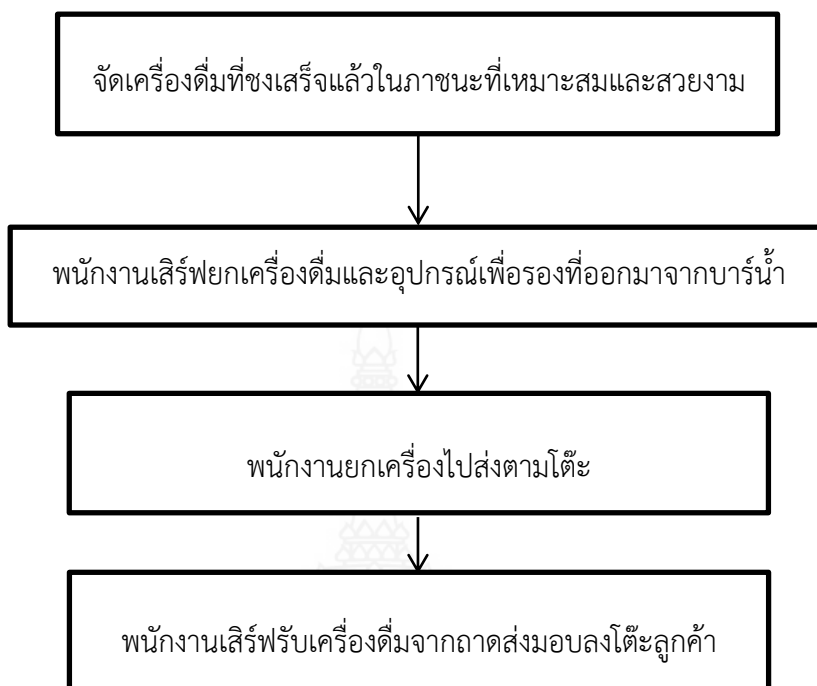 จัดเครื่องดื่มที่ชงเสร็จแล้วในภาชนะที่เหมาะสมและสวยงาม
พนักงานเสิร์ฟยกเครื่องดื่มและอุปกรณ์เพื่อรองที่ออกมาจากบาร์น้ำ
พนักงานยกเครื่องไปส่งตามโต๊ะ
พนักงานเสิร์ฟรับเครื่องดื่มจากถาดส่งมอบลงโต๊ะลูกค้า